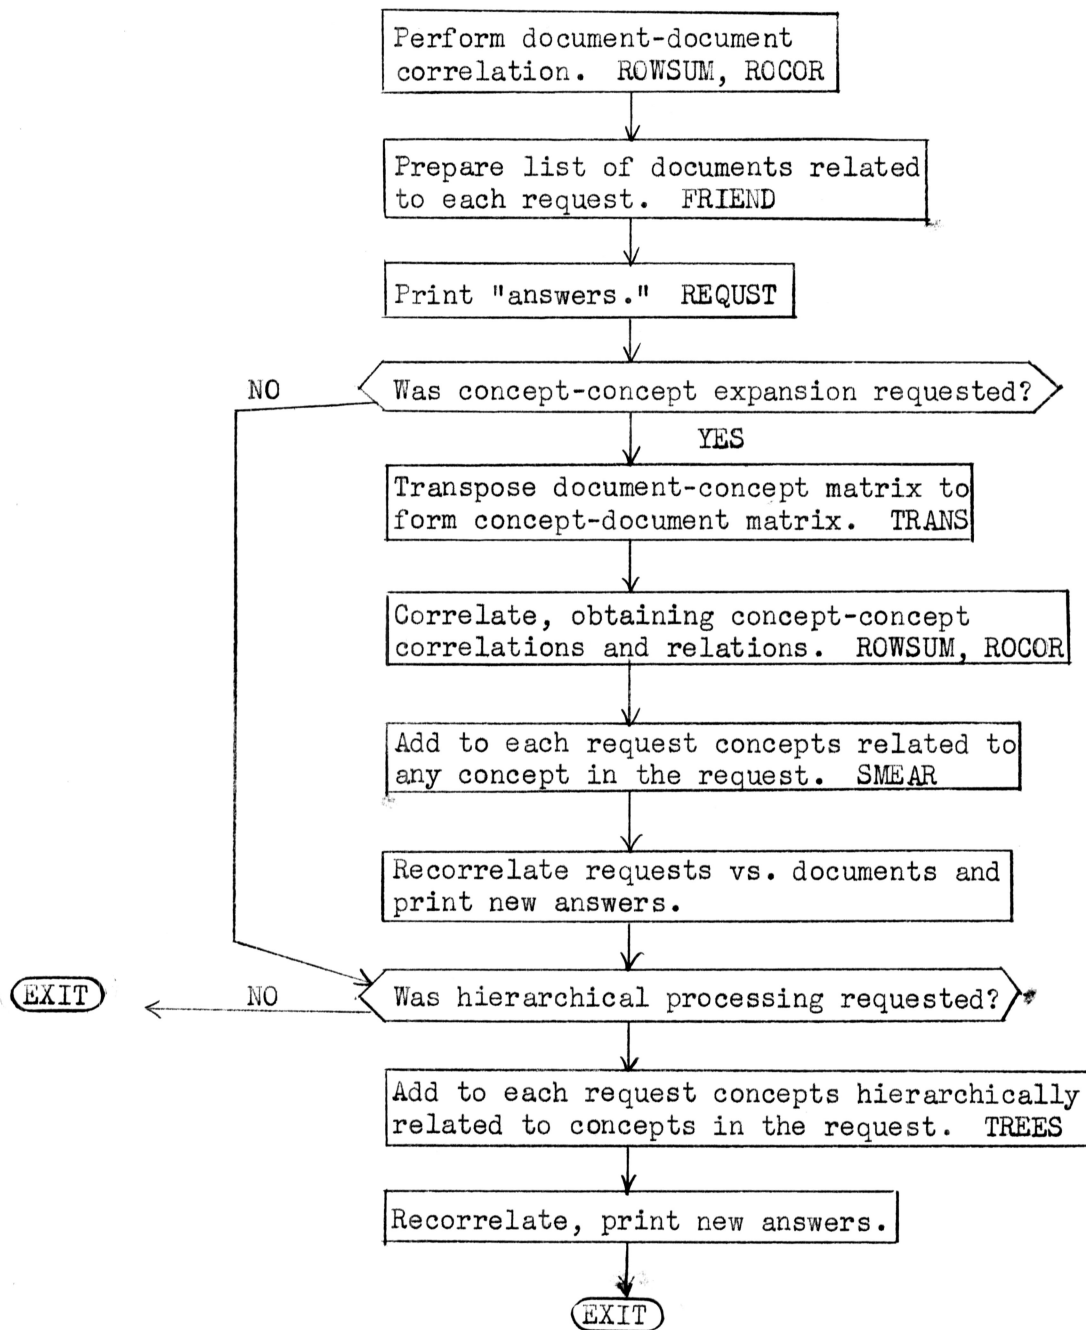 Perform document-document
correlation. ROWSUM, ROCOR
Prepare list of documents related
to each request. FRIEND
Print "answers." REQUST
NO
Was concept-concept expansion requested?
YES
Transpose document-concept matrix to
form concept-document matrix. TRANS
Correlate, obtaining concept-concept
correlations and relations. ROWSUM, ROCOR
Add to each request concepts related to
any concept in the request. SMEAR
Recorrelate requests vs. documents and
print new answers.
EXIT
NO
Was hierarchical processing requested?
Add to each request concepts hierarchically
related to concepts in the request. TREES
Recorrelate, print new answers.
EXIT